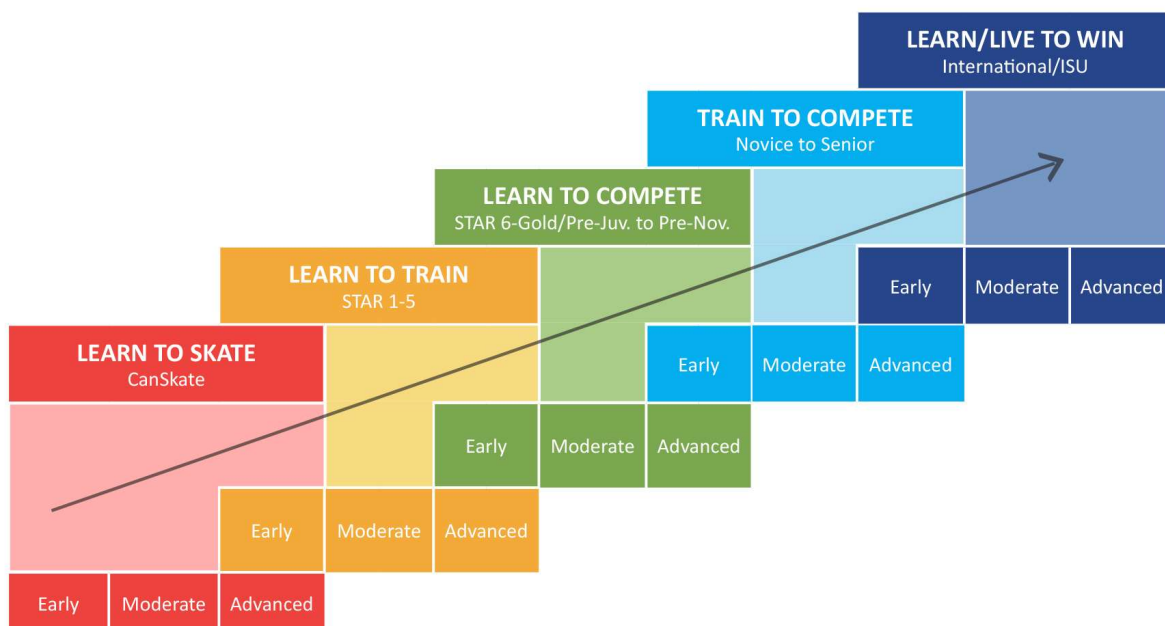 LEARN/LIVE TO WIN
International/ISU
TRAIN TO COMPETE
Novice to Senior
LEARN TO COMPETE
STAR 6-Gold/Pre-Juv. to Pre-Nov.
LEARN TO TRAIN
STAR 1-5
Early
Moderate
Advanced
LEARN TO SKATE
CanSkate
Early
Moderate
Advanced
Early
Moderate
Advanced
Early
Moderate
Advanced
Early
Moderate
Advanced